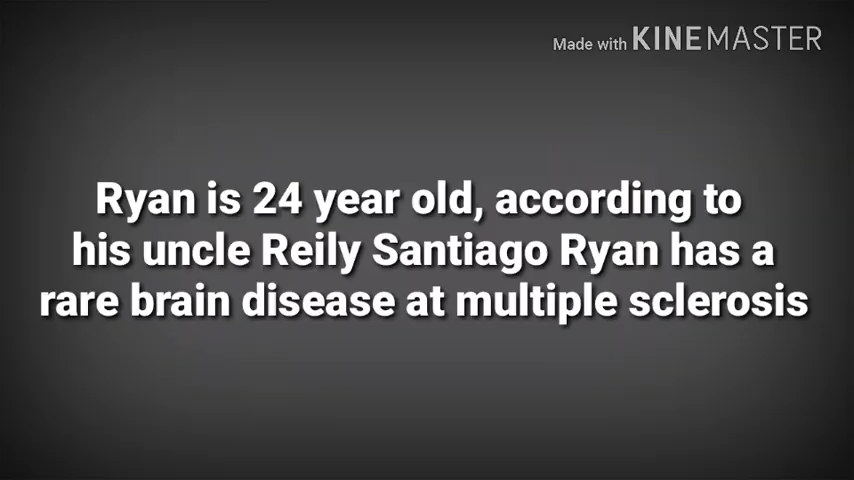 Made with KINEMASTER
Ryan is 24 year old, according to
his uncle Reily Santiago Ryan has a
rare brain disease at multiple sclerosis